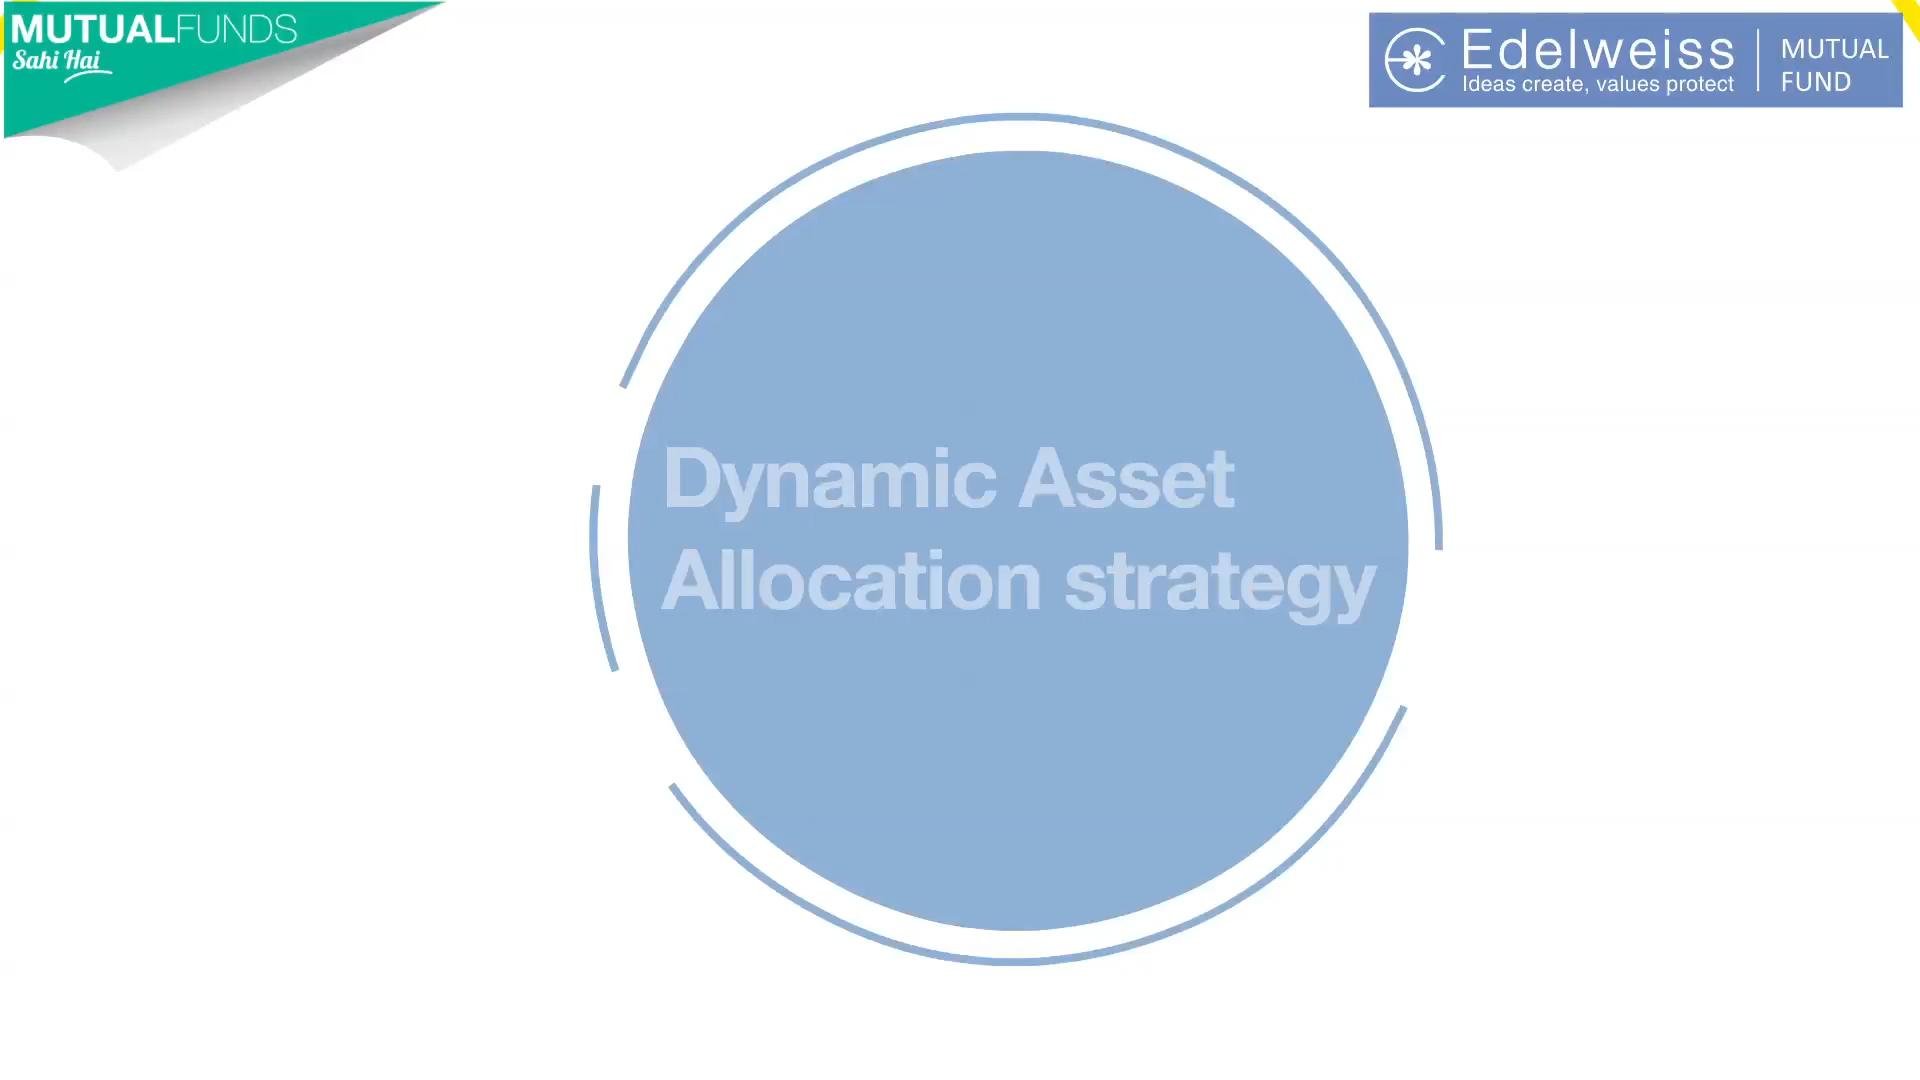 MUTUALFUNDS
Sahi Hai
Edelweiss
Ideas create, values protect
MUTUAL
FUND
Dynamic Asset
Allocation strategy